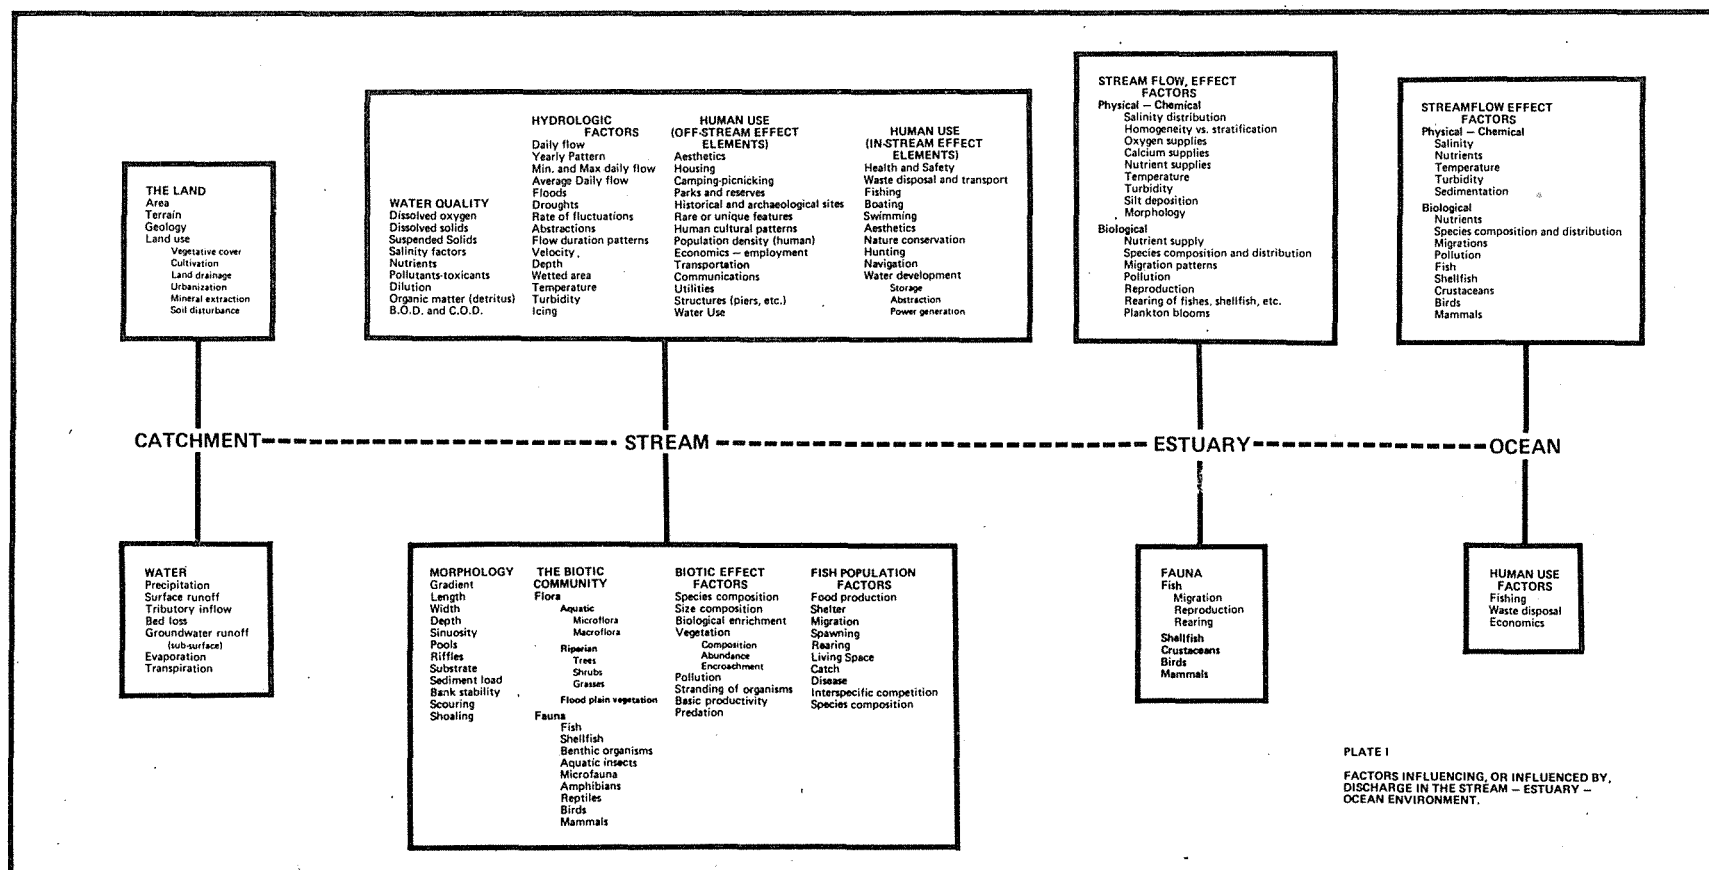 THE LAND
Area
Terrain
Geology
Land use
Vegetative cover
Cultivation
Land drainage
Urbanization
Mineral extraction
Soil disturbance
WATER QUALITY
Dissolved oxygen
Dissolved solids
Suspended Solids
Salinity factors
Nutrients
Pollutants-toxicants
Dilution
Organic matter (detritus)
B.O.D. and C.O.D.
HYDROLOGIC
FACTORS
Daily flow
Yearly Pattern
Min. and Max daily flow
Average Daily flow
Floods
Droughts
Rate of fluctuations
Abstractions
Flow duration patterns
Velocity
Depth
Wetted area
Temperature
Turbidity
Icing
HUMAN USE
(OFF-STREAM EFFECT
ELEMENTS)
Aesthetics
Housing
Camping-picnicking
Parks and reserves
Historical and archaeological sites
Rare or unique features
Human cultural patterns
Population density (human)
Economics – employment
Transportation
Communications
Utilities
Structures (piers, etc.)
Water Use
HUMAN USE
(IN-STREAM EFFECT
ELEMENTS)
Health and Safety
Waste disposal and transport
Fishing
Boating
Swimming
Aesthetics
Nature conservation
Hunting
Navigation
Water development
Storage
Abstraction
Power generation
STREAM FLOW, EFFECT
FACTORS
Physical – Chemical
Salinity distribution
Homogeneity vs. stratification
Oxygen supplies
Calcium supplies
Nutrient supplies
Temperature
Turbidity
Silt deposition
Morphology
Biological
Nutrient supply
Species composition and distribution
Migration patterns
Pollution
Reproduction
Rearing of fishes, shellfish, etc.
Plankton blooms
STREAMFLOW EFFECT
FACTORS
Physical – Chemical
Salinity
Nutrients
Temperature
Turbidity
Sedimentation
Biological
Nutrients
Species composition and distribution
Migrations
Pollution
Fish
Shellfish
Crustaceans
Birds
Mammals
CATCHMENT
STREAM
ESTUARY
OCEAN
WATER
Precipitation
Surface runoff
Tributory inflow
Bed loss
Groundwater runoff
(sub-surface)
Evaporation
Transpiration
MORPHOLOGY
Gradient
Length
Width
Depth
Sinuosity
Pools
Riffles
Substrate
Sediment load
Bank stability
Scouring
Shoaling
THE BIOTIC
COMMUNITY
Flora
Aquatic
Microflora
Macroflora
Riparian
Trees
Shrubs
Grasses
Flood plain vegetation
Fauna
Fish
Shellfish
Benthic organisms
Aquatic insects
Microfauna
Amphibians
Reptiles
Birds
Mammals
BIOTIC EFFECT
FACTORS
Species composition
Size composition
Biological enrichment
Vegetation
Composition
Abundance
Encroachment
Pollution
Stranding of organisms
Basic productivity
Predation
FISH POPULATION
FACTORS
Food production
Shelter
Migration
Spawning
Rearing
Living Space
Catch
Disease
Interspecific competition
Species composition
FAUNA
Fish
Migration
Reproduction
Rearing
Shellfish
Crustaceans
Birds
Mammals
HUMAN USE
FACTORS
Fishing
Waste disposal
Economics
PLATE I
FACTORS INFLUENCING, OR INFLUENCED BY,
DISCHARGE IN THE STREAM – ESTUARY –
OCEAN ENVIRONMENT.